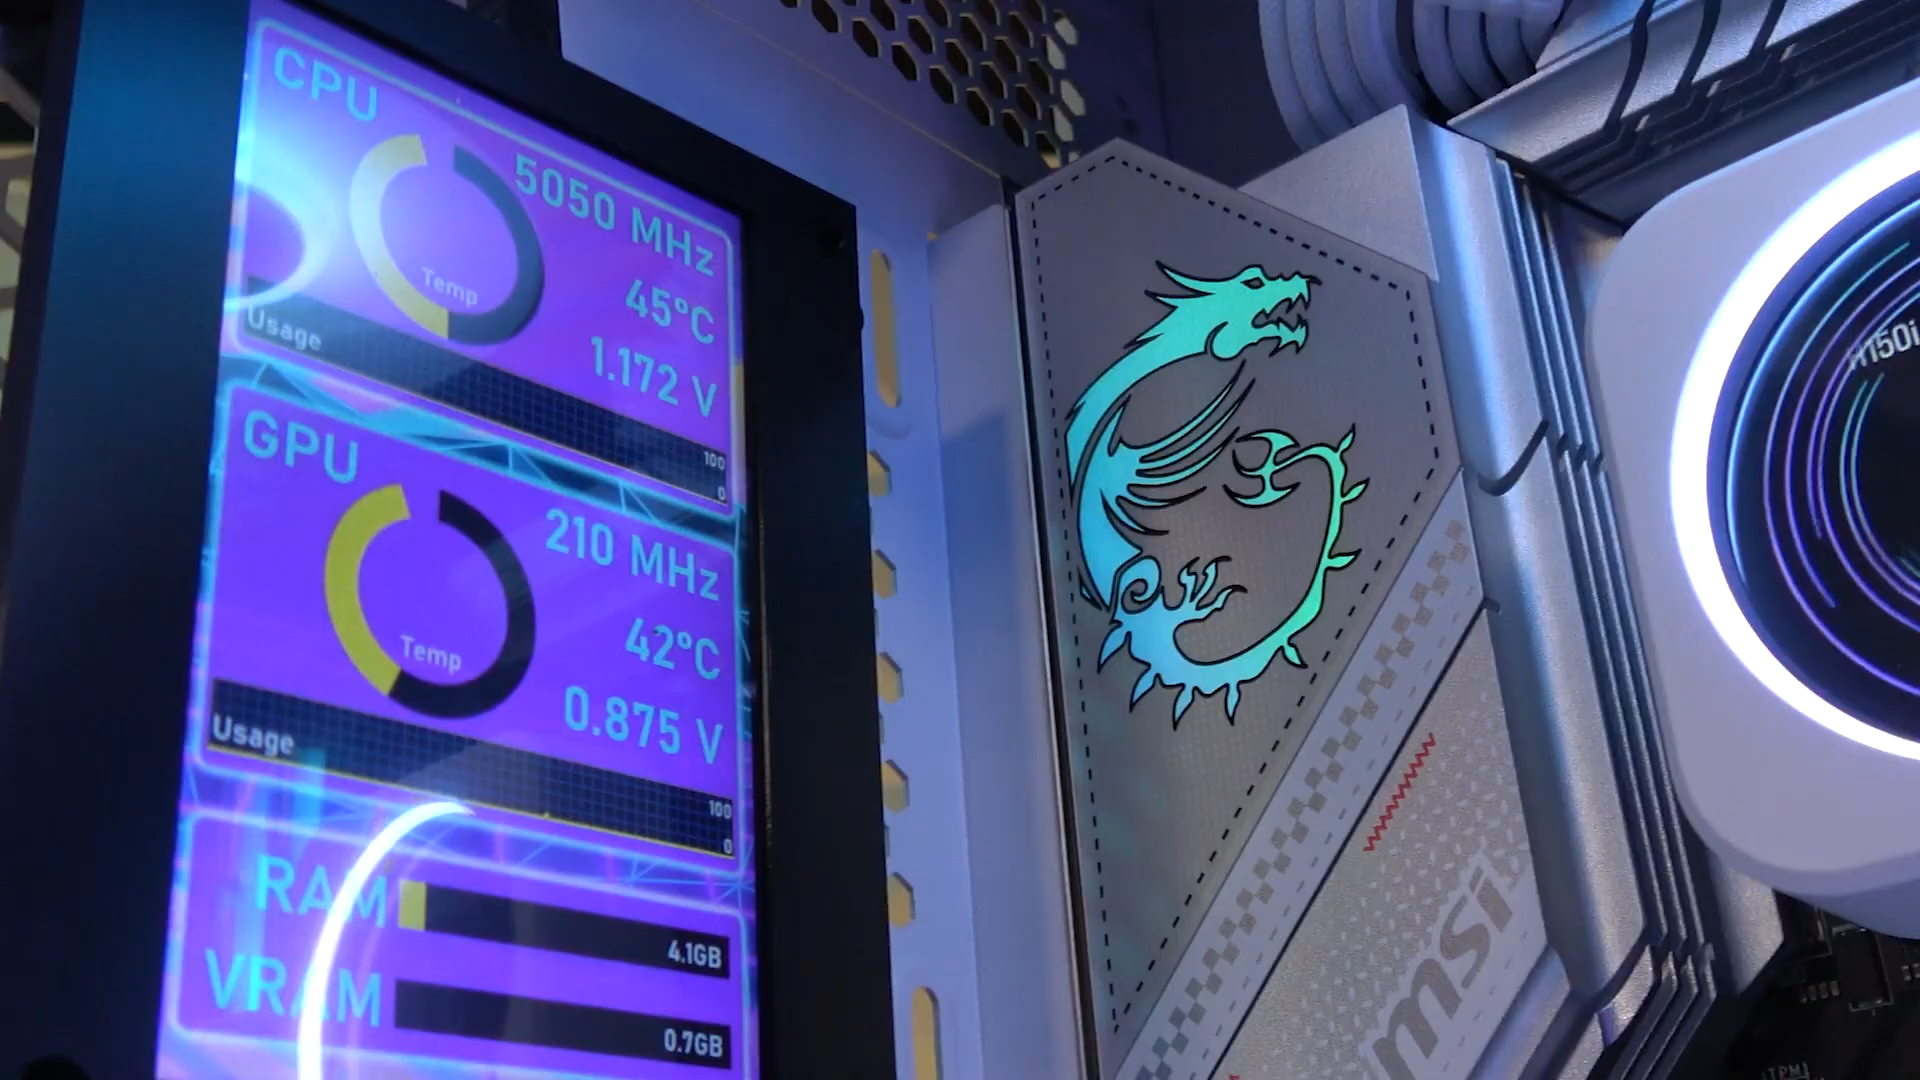 CPU
5050 MHz
Temp
45°C
1.172 V
Usage
100
0
GPU
210 MHz
Temp
42°C
0.875 V
Usage
100
0
RAM
4.1GB
VRAM
0.7GB
msi
H150i
TPM1